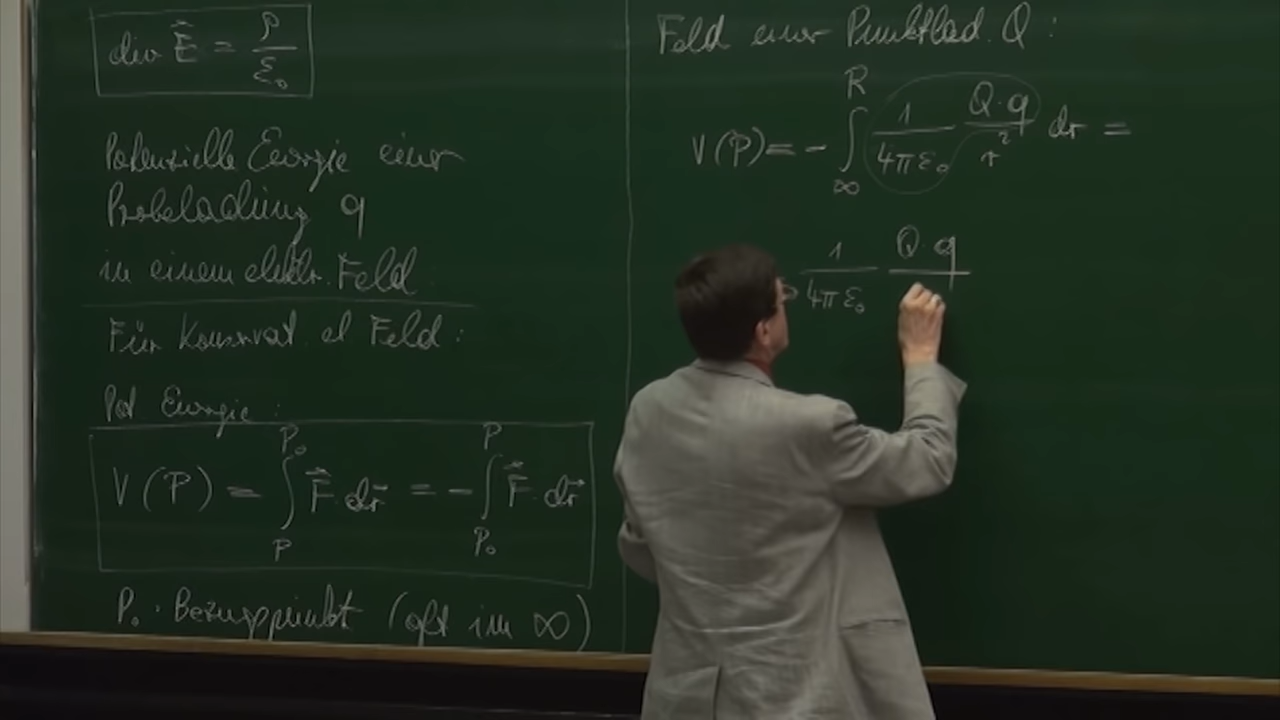 div E⃗ = ρ/ε₀
Potenzielle Energie einer
Probeladung q
in einem elektr. Feld
Für Konservat. el Feld:
Pot Energie:
V(P) = ∫_P^{P₀} F⃗ dr⃗ = - ∫_{P₀}^P F⃗ dr⃗
P₀: Bezugspunkt (oft im ∞)
Feld einer Punktlad. Q:
V(P) = - ∫_∞^R 1/(4πε₀) Q·q/r² dr =
1/(4πε₀) Q·q